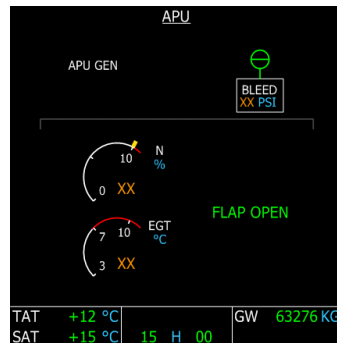 APU
APU GEN
BLEED
XX PSI
10 N
%
0 XX
7 10 EGT
°C
3 XX
FLAP OPEN
TAT +12 °C GW 63276 KG
SAT +15 °C 15 H 00